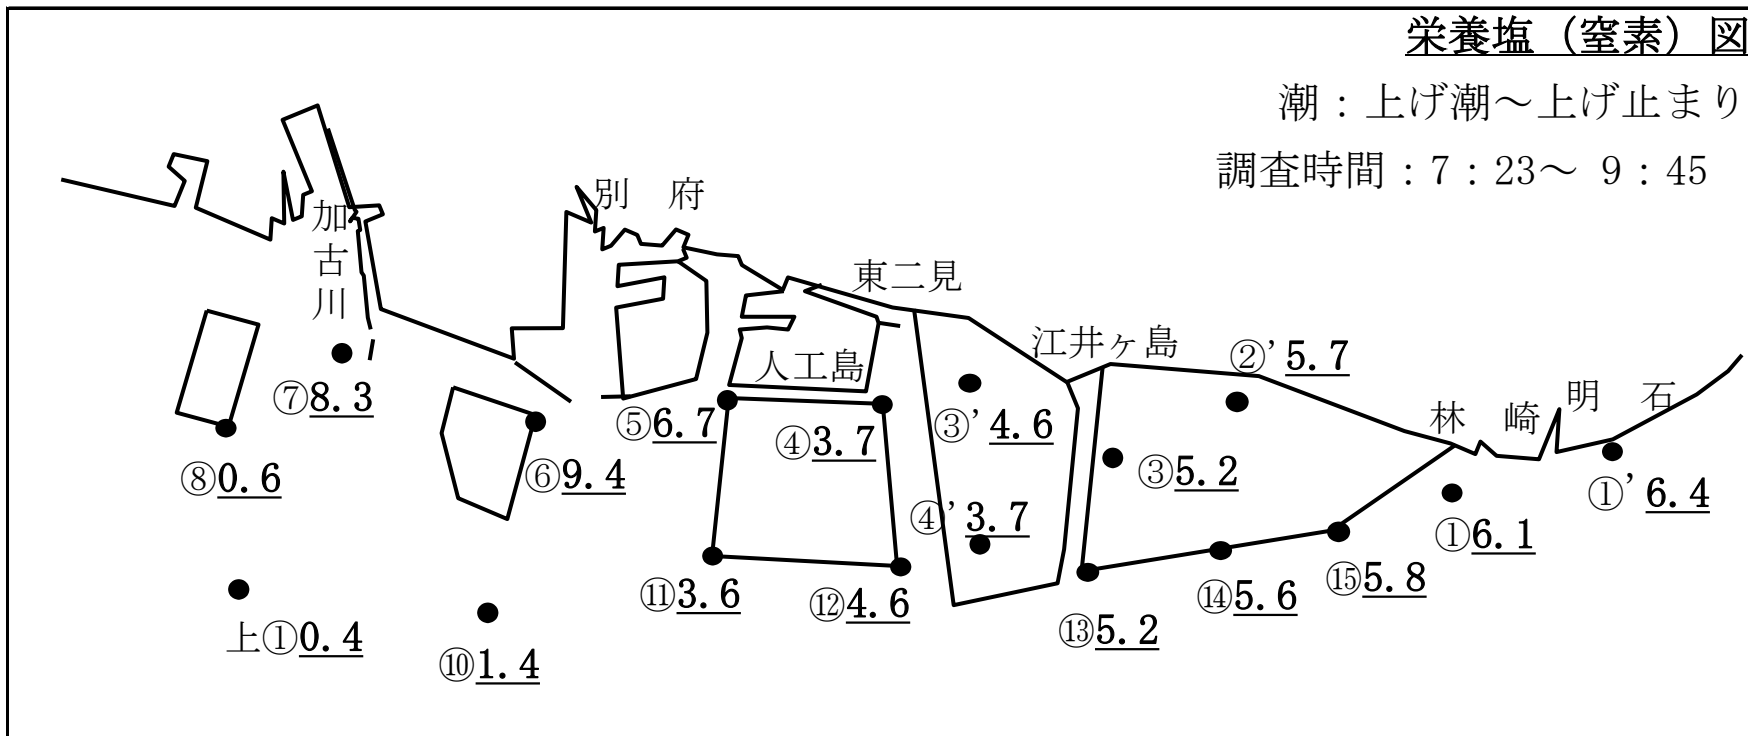 栄養塩（窒素）図
潮：上げ潮～上げ止まり
調査時間：7：23～ 9：45
別　府
加古川
東二見
江井ヶ島
人工島
②’5.7
林　崎
明　石
⑦8.3
⑤6.7
④3.7
③’4.6
⑧0.6
⑥9.4
③5.2
①’6.4
④’3.7
①6.1
⑪3.6
⑫4.6
⑭5.6
⑮5.8
⑬5.2
上①0.4
⑩1.4